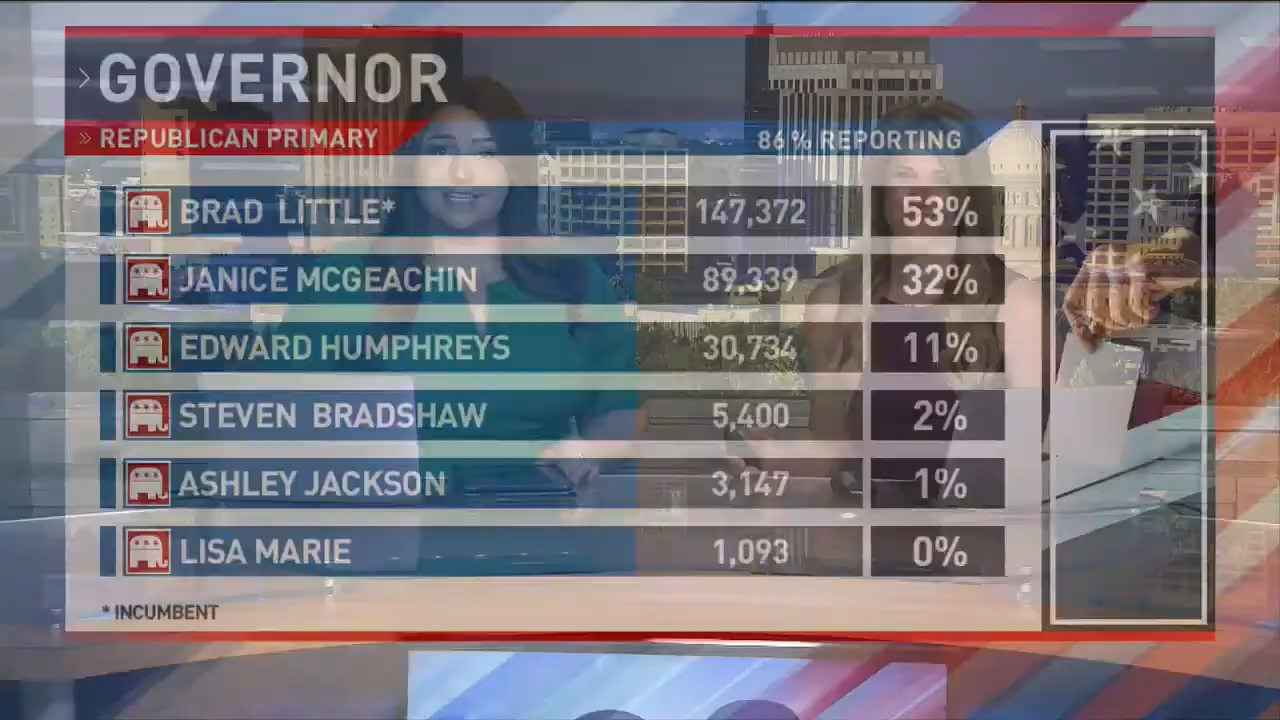 GOVERNOR
REPUBLICAN PRIMARY 86% REPORTING
BRAD LITTLE* 147,372 53%
JANICE MCGEACHIN 89,339 32%
EDWARD HUMPHREYS 30,734 11%
STEVEN BRADSHAW 5,400 2%
ASHLEY JACKSON 3,147 1%
LISA MARIE 1,093 0%
* INCUMBENT